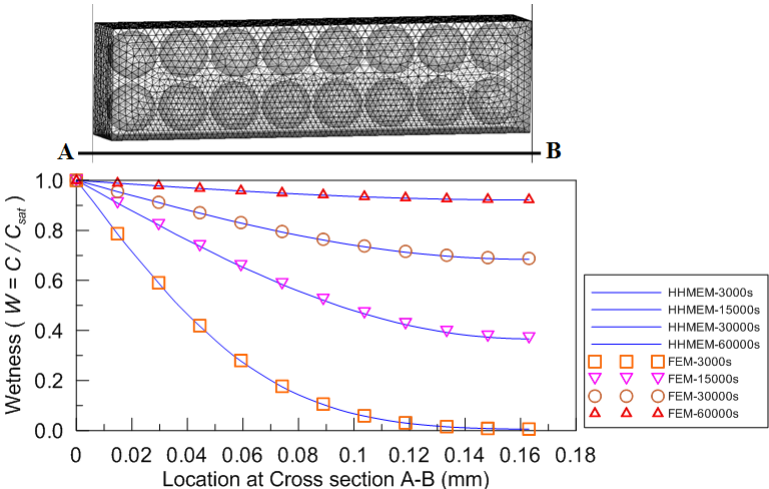 A B
1.0
0.8
0.6
0.4
0.2
0.0
Wetness ( W = C / Csat )
0 0.02 0.04 0.06 0.08 0.1 0.12 0.14 0.16 0.18
Location at Cross section A-B (mm)
HHMEM-3000s
HHMEM-15000s
HHMEM-30000s
HHMEM-60000s
FEM-3000s
FEM-15000s
FEM-30000s
FEM-60000s